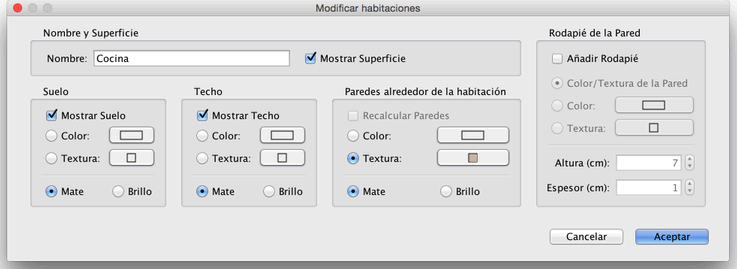 Modificar habitaciones
Nombre y Superficie
Nombre: Cocina
Mostrar Superficie
Suelo
Mostrar Suelo
Color:
Textura:
Mate Brillo
Techo
Mostrar Techo
Color:
Textura:
Mate Brillo
Paredes alrededor de la habitación
Recalcular Paredes
Color:
Textura:
Mate Brillo
Rodapié de la Pared
Añadir Rodapié
Color/Textura de la Pared
Color:
Textura:
Altura (cm): 7
Espesor (cm): 1
Cancelar Aceptar